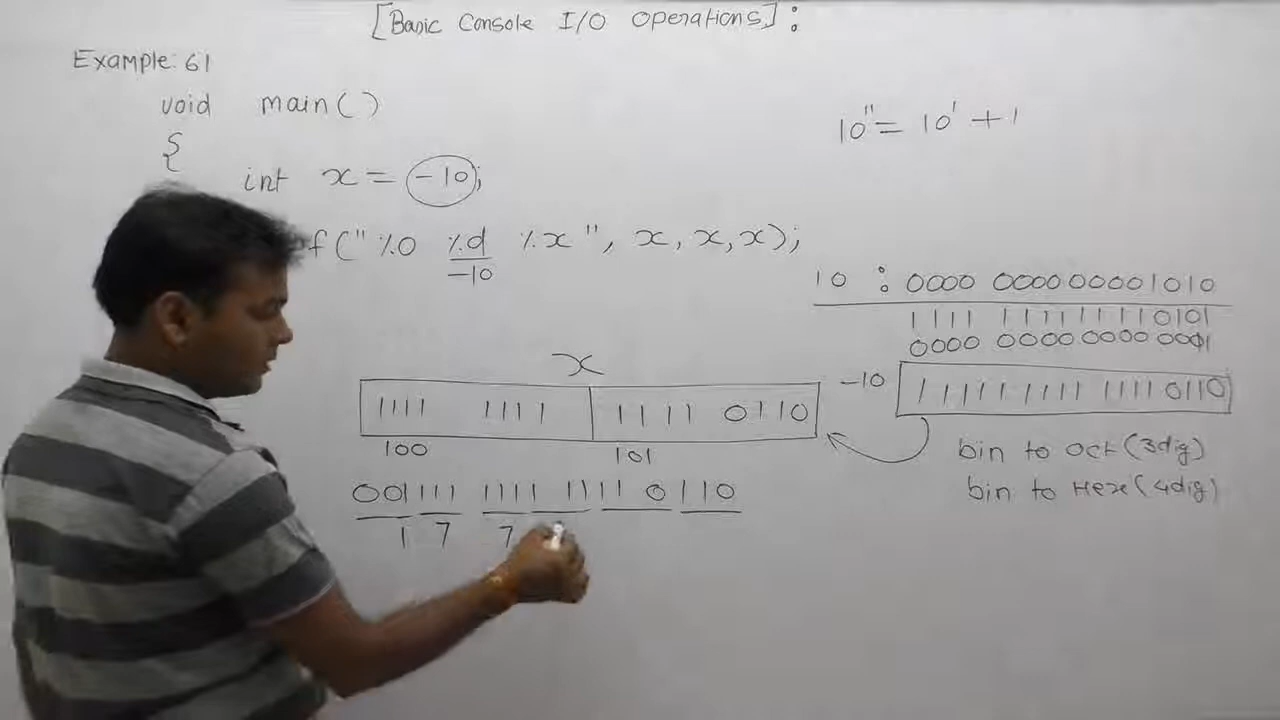 [Basic Console I/O Operations]:
Example: 61
void main()
{
int x = -10;
f(" %o %d %x ", x, x, x);
-10
10'' = 10' + 1
10 : 0000 0000 0000 1010
1111 1111 1111 0101
0000 0000 0000 0001
-10 1111 1111 1111 0110
x
1111 1111 1111 0110
100 101
001111 1111 1111 0110
1 7 7
bin to Oct (3dig)
bin to Hex (4dig)